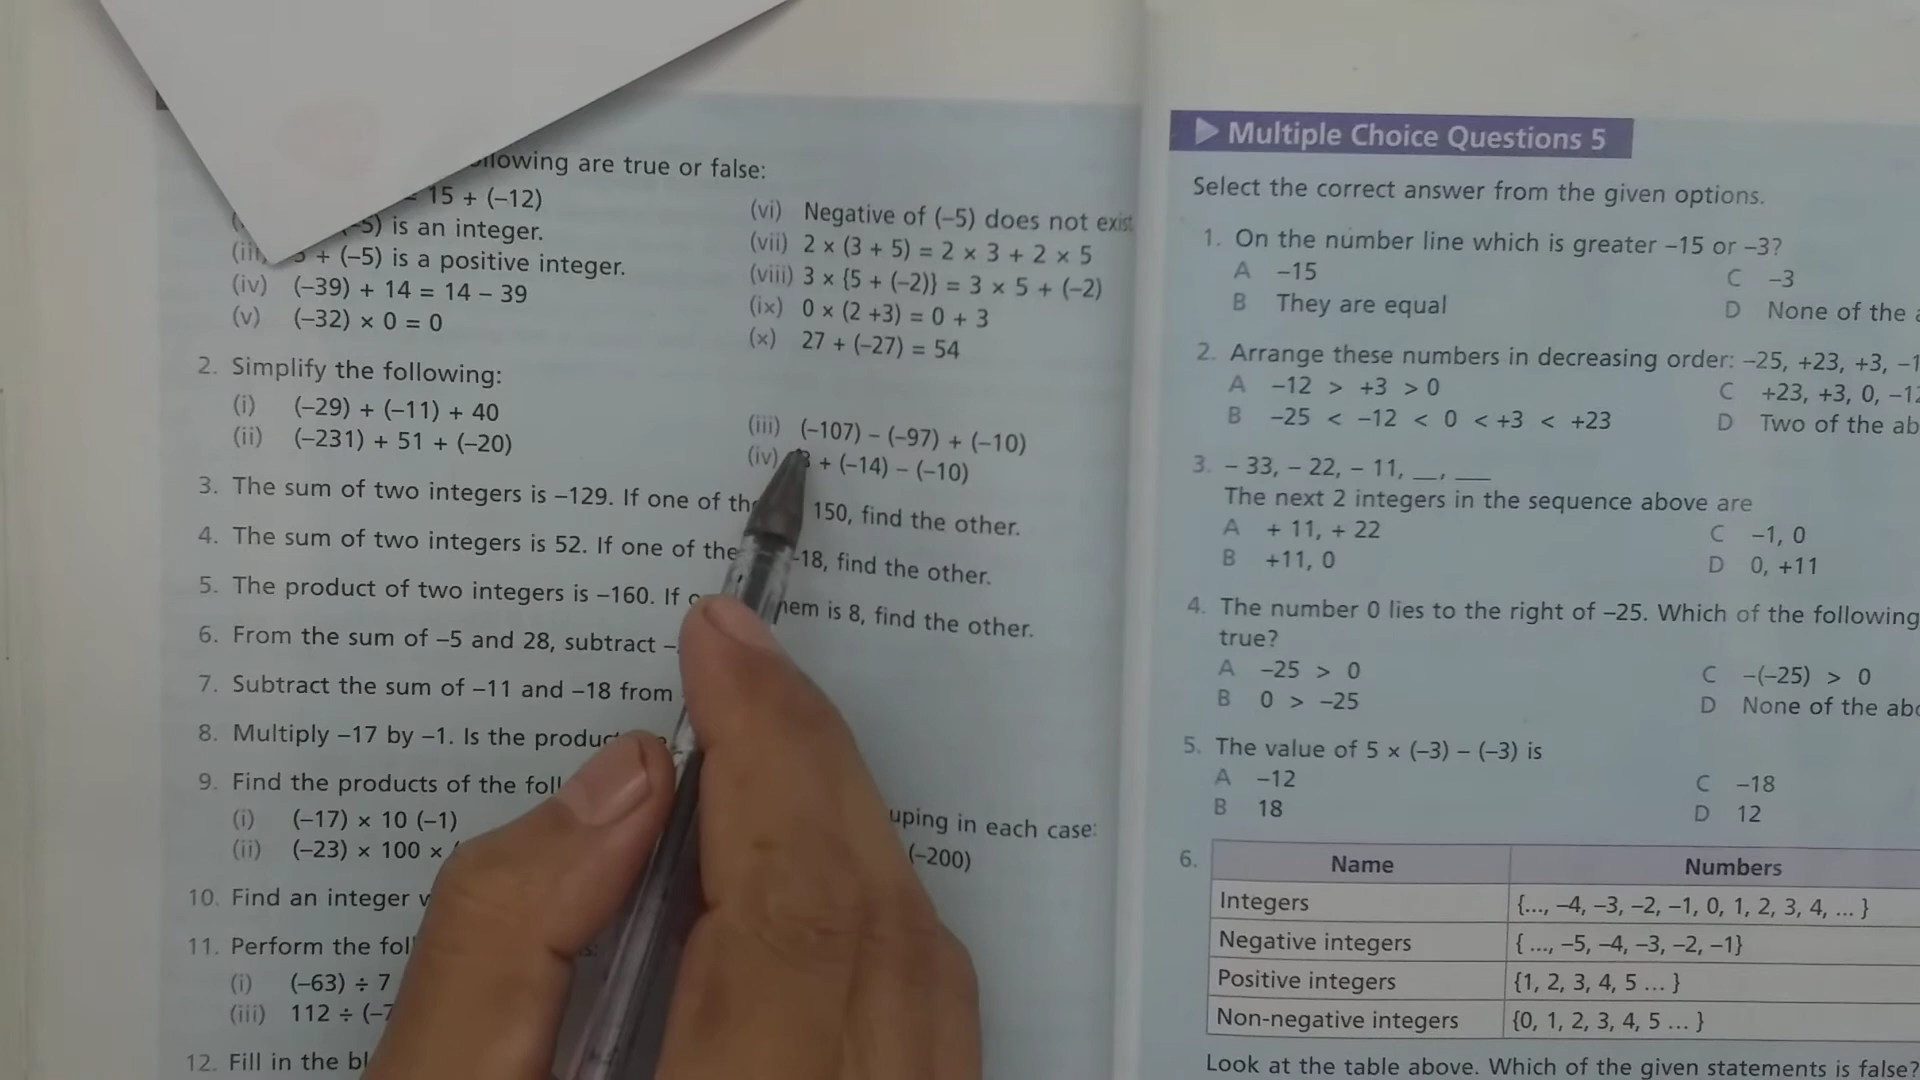 following are true or false:
15 + (–12)
–5) is an integer.
(iii) + (–5) is a positive integer.
(iv) (–39) + 14 = 14 – 39
(v) (–32) × 0 = 0
(vi) Negative of (–5) does not exist
(vii) 2 × (3 + 5) = 2 × 3 + 2 × 5
(viii) 3 × {5 + (–2)} = 3 × 5 + (–2)
(ix) 0 × (2 +3) = 0 + 3
(x) 27 + (–27) = 54
2. Simplify the following:
(i) (–29) + (–11) + 40
(ii) (–231) + 51 + (–20)
(iii) (–107) – (–97) + (–10)
(iv) + (–14) – (–10)
3. The sum of two integers is –129. If one of 150, find the other.
4. The sum of two integers is 52. If one of –18, find the other.
5. The product of two integers is –160. If is 8, find the other.
6. From the sum of –5 and 28, subtract
7. Subtract the sum of –11 and –18 from
8. Multiply –17 by –1. Is the
9. Find the products of the in each case:
(i) (–17) × 10 (–1)
(ii) (–23) × 100 ×
(–200)
10. Find an integer
11. Perform the
(i) (–63) ÷ 7
(iii) 112 ÷ (–7
12. Fill in the
Multiple Choice Questions 5
Select the correct answer from the given options.
1. On the number line which is greater –15 or –3?
A –15
C –3
B They are equal
D None of the
2. Arrange these numbers in decreasing order: –25, +23, +3, –1
A –12 > +3 > 0
C +23, +3, 0, –12
B –25 < –12 < 0 < +3 < +23
D Two of the
3. – 33, – 22, – 11, __, __
The next 2 integers in the sequence above are
A + 11, + 22
C –1, 0
B +11, 0
D 0, +11
4. The number 0 lies to the right of –25. Which of the following
true?
A –25 > 0
C –(–25) > 0
B 0 > –25
D None of the
5. The value of 5 × (–3) – (–3) is
A –12
C –18
B 18
D 12
6. Name Numbers
Integers {..., –4, –3, –2, –1, 0, 1, 2, 3, 4, ... }
Negative integers { ..., –5, –4, –3, –2, –1}
Positive integers {1, 2, 3, 4, 5 ... }
Non-negative integers {0, 1, 2, 3, 4, 5 ... }
Look at the table above. Which of the given statements is false?